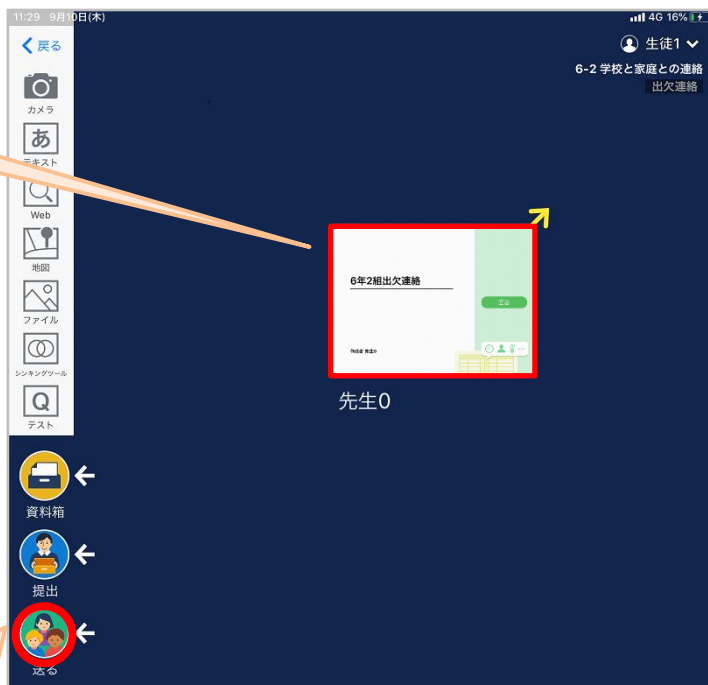 11:29 9月10日(木)
4G 16%
戻る
生徒1
6-2 学校と家庭との連絡
出欠連絡
カメラ
あ
テキスト
Web
地図
ファイル
シンキングツール
Q
テスト
6年2組出欠連絡
先生0
資料箱
提出
送る